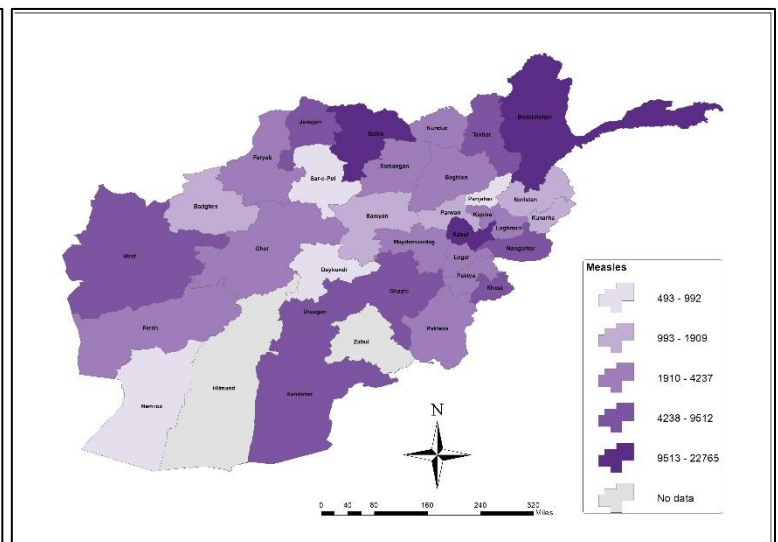 Badakhshan
Jawzjan
Balkh
Kunduz
Takhar
Faryab
Samangan
Baghlan
Sar-e-Pul
Panjsher
Noristan
Badghes
Bamyan
Parwan
Kapisa
Kunarha
Laghman
Kabul
Hirat
Ghor
Maydanwardag
Nangarhar
Logar
Daykundi
Paktya
Ghazni
Khost
Uruzgan
Farah
Paktika
Zabul
Nemroz
Hilmand
Kandahar
Measles
493 - 992
993 - 1909
1910 - 4237
4238 - 9512
9513 - 22765
No data
N
0 40 80 160 240 320
Miles